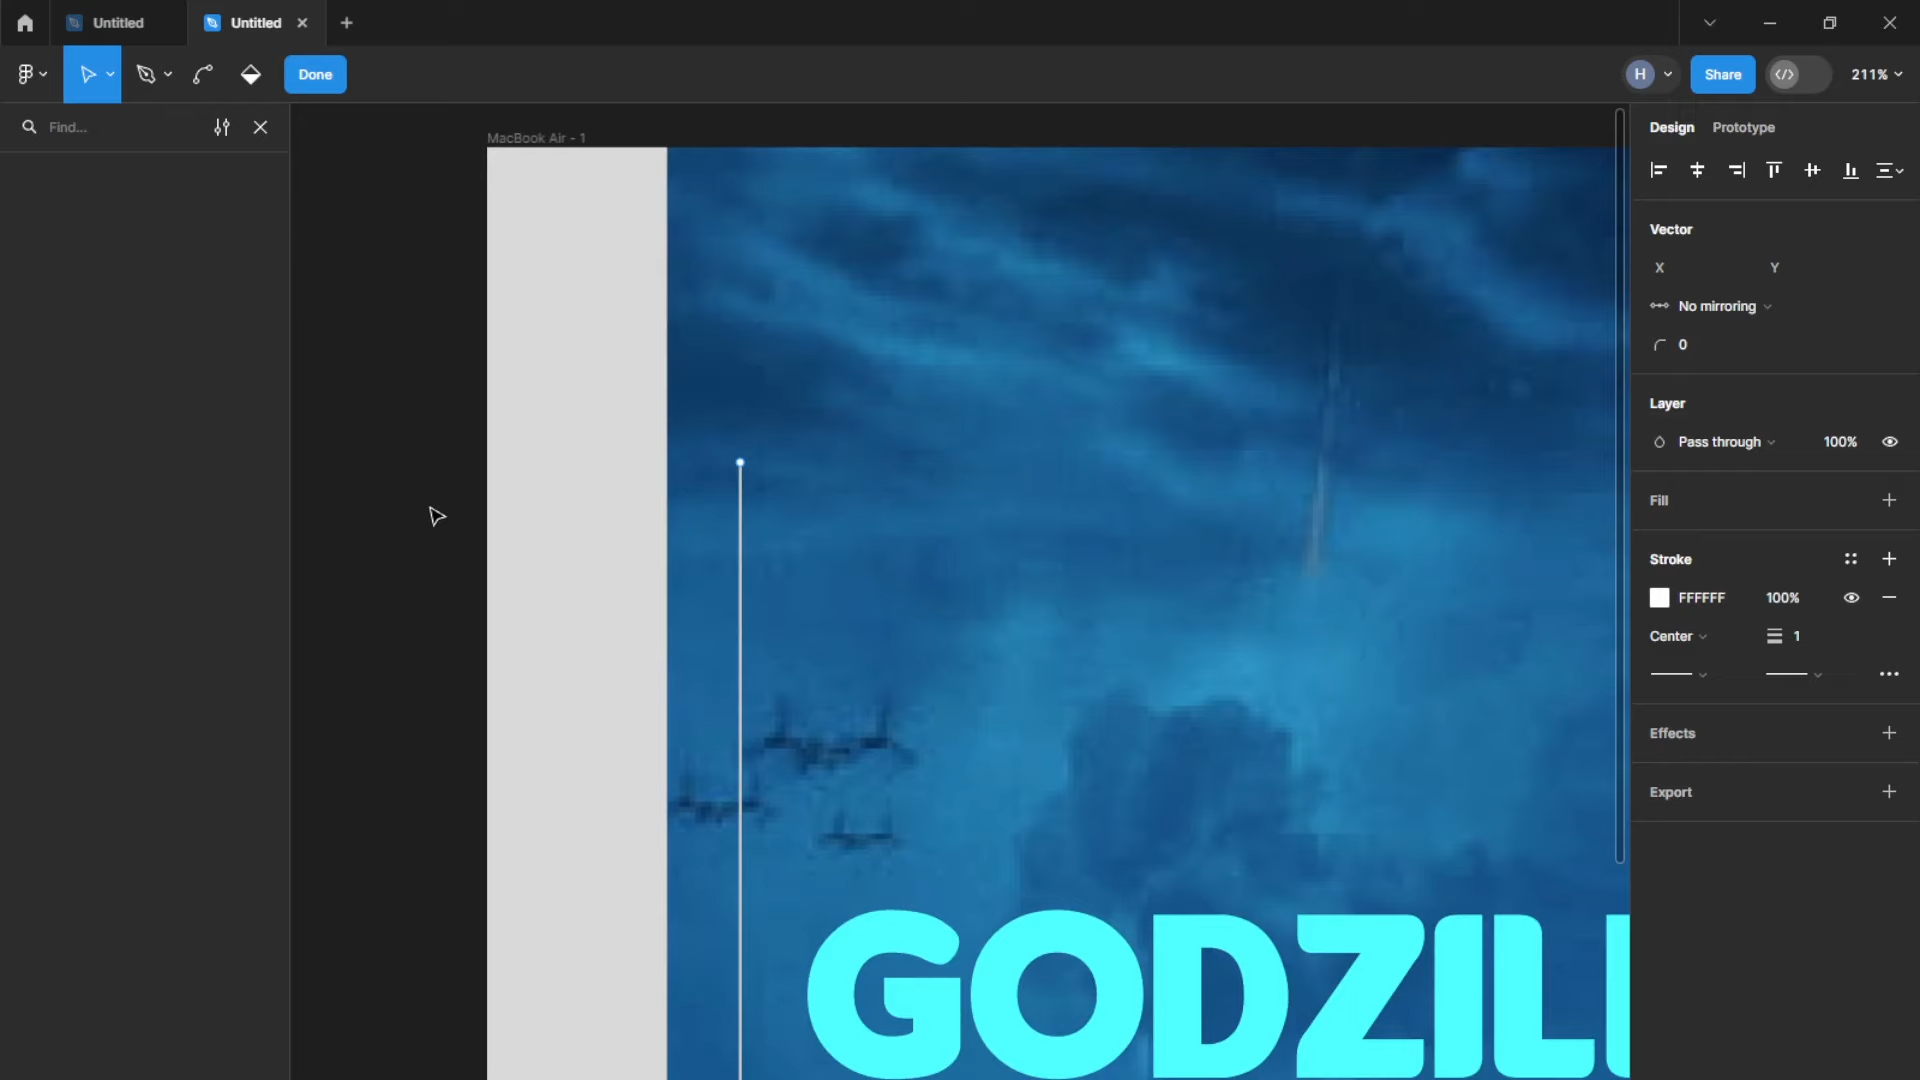 Untitled
Untitled
Done
H
Share
211%
Find...
MacBook Air - 1
Design
Prototype
Vector
X
Y
No mirroring
0
Layer
Pass through
100%
Fill
Stroke
FFFFFF
100%
Center
1
Effects
Export